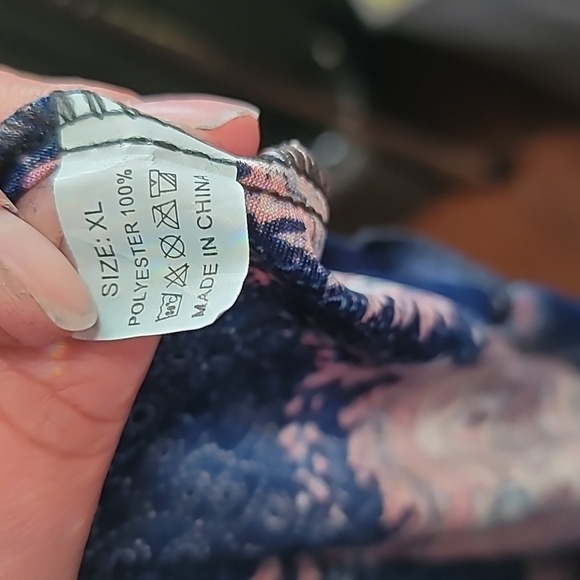 SIZE: XL
POLYESTER 100%
MADE IN CHINA